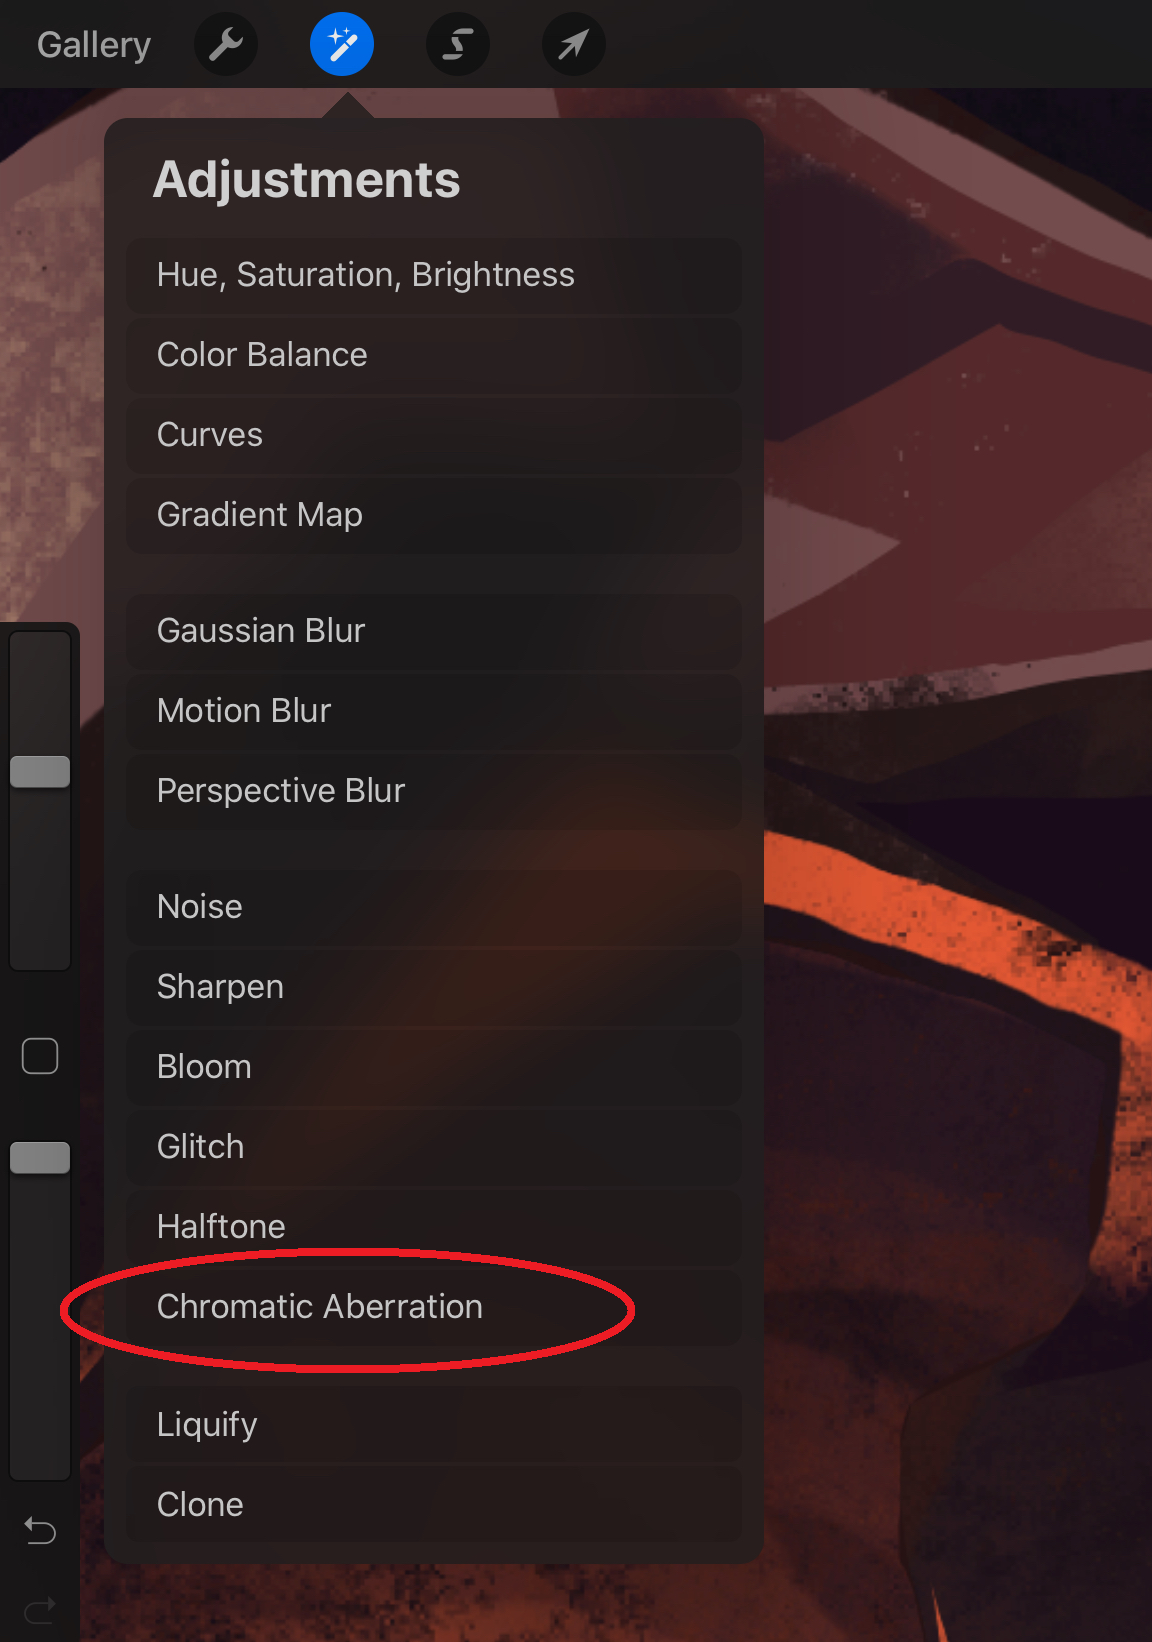 Gallery
Adjustments
Hue, Saturation, Brightness
Color Balance
Curves
Gradient Map
Gaussian Blur
Motion Blur
Perspective Blur
Noise
Sharpen
Bloom
Glitch
Halftone
Chromatic Aberration
Liquify
Clone